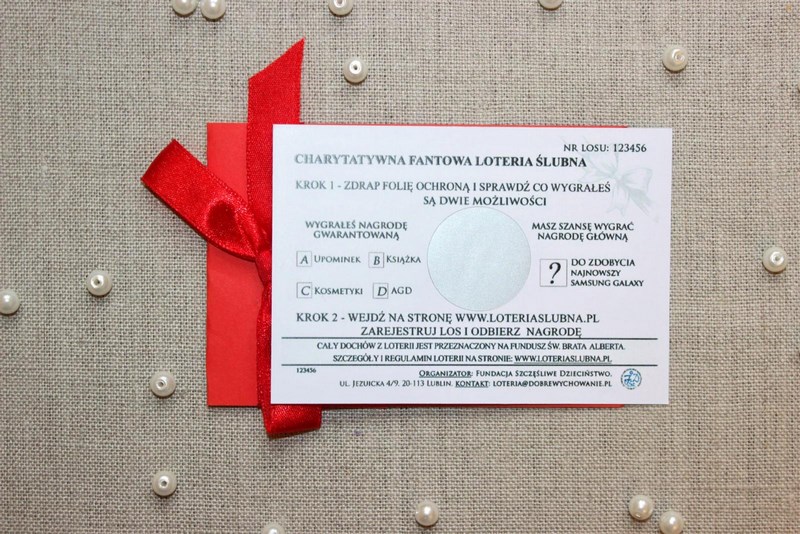 NR LOSU: 123456
CHARYTATYWNA FANTOWA LOTERIA ŚLUBNA
KROK 1 - ZDRAP FOLIĘ OCHRONĄ I SPRAWDŹ CO WYGRAŁEŚ
SĄ DWIE MOŻLIWOŚCI
WYGRAŁEŚ NAGRODĘ
GWARANTOWANĄ
A UPOMINEK B KSIĄŻKA
C KOSMETYKI D AGD
MASZ SZANSĘ WYGRAĆ
NAGRODĘ GŁÓWNĄ
? DO ZDOBYCIA
NAJNOWSZY
SAMSUNG GALAXY
KROK 2 - WEJDŹ NA STRONĘ WWW.LOTERIASLUBNA.PL
ZAREJESTRUJ LOS I ODBIERZ NAGRODĘ
CAŁY DOCHÓD Z LOTERII JEST PRZEZNACZONY NA FUNDUSZ ŚW. BRATA ALBERTA.
SZCZEGÓŁY I REGULAMIN LOTERII NA STRONIE: WWW.LOTERIASLUBNA.PL
123456
ORGANIZATOR: FUNDACJA SZCZĘŚLIWE DZIECIŃSTWO,
UL. JEZUICKA 4/9, 20-113 LUBLIN. KONTAKT: LOTERIA@DOBREWYCHOWANIE.PL